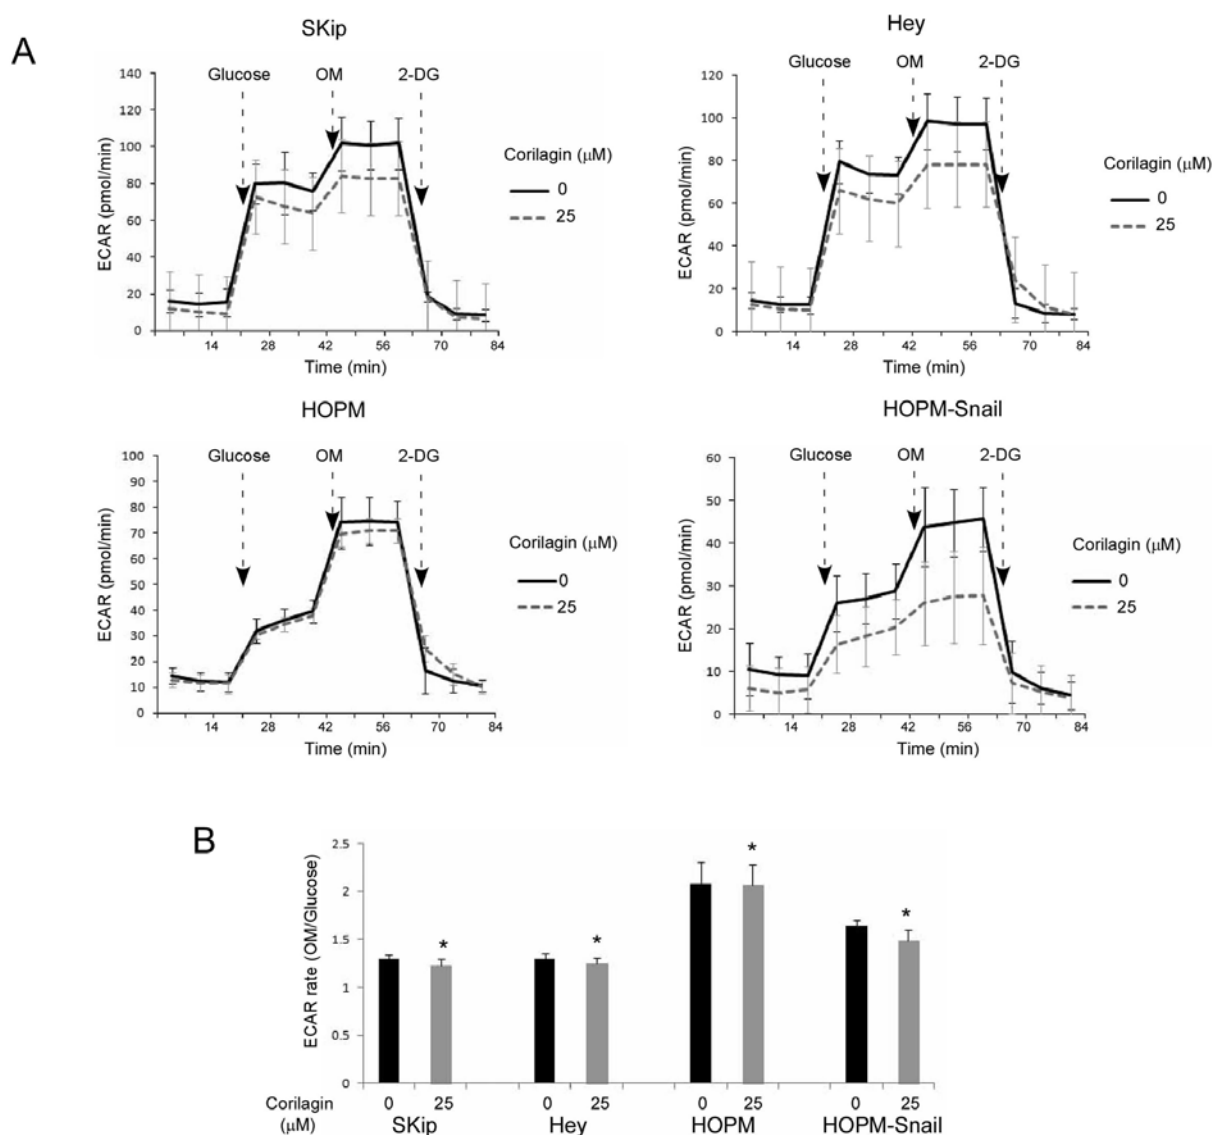 A
SKip
Glucose OM 2-DG
ECAR (pmol/min)
140
120
100
80
60
40
20
0
14 28 42 56 70 84
Time (min)
Corilagin (μM)
0
25
Hey
Glucose OM 2-DG
ECAR (pmol/min)
120
100
80
60
40
20
0
14 28 42 56 70 84
Time (min)
Corilagin (μM)
0
25
HOPM
Glucose OM 2-DG
ECAR (pmol/min)
100
90
80
70
60
50
40
30
20
10
0
14 28 42 56 70 84
Time (min)
Corilagin (μM)
0
25
HOPM-Snail
Glucose OM 2-DG
ECAR (pmol/min)
60
50
40
30
20
10
0
14 28 42 56 70 84
Time (min)
Corilagin (μM)
0
25
B
ECAR rate (OM/Glucose)
2.5
2
1.5
1
0.5
0
* * * *
Corilagin (μM)
0 25 0 25 0 25 0 25
SKip Hey HOPM HOPM-Snail